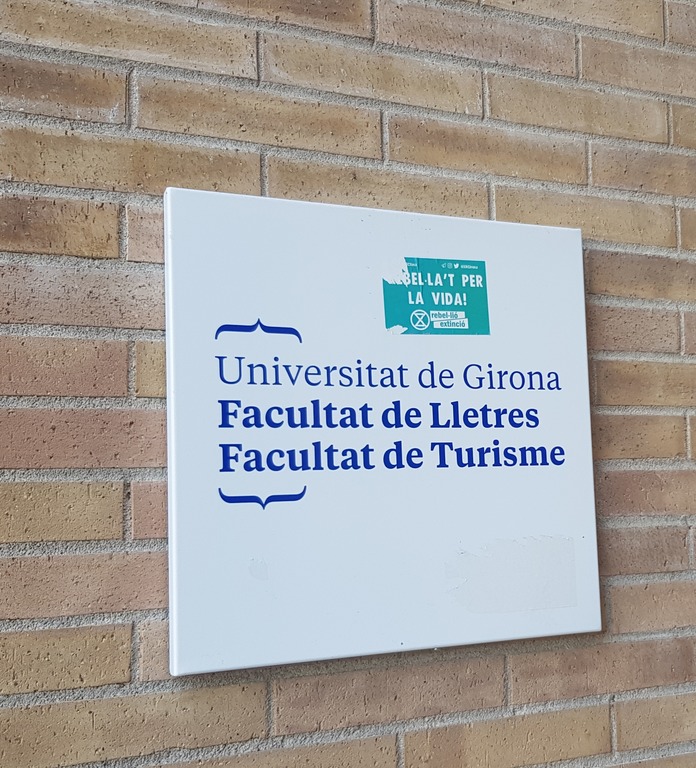 BEL·LA'T PER
LA VIDA!
rebel·lió
extinció
Universitat de Girona
Facultat de Lletres
Facultat de Turisme